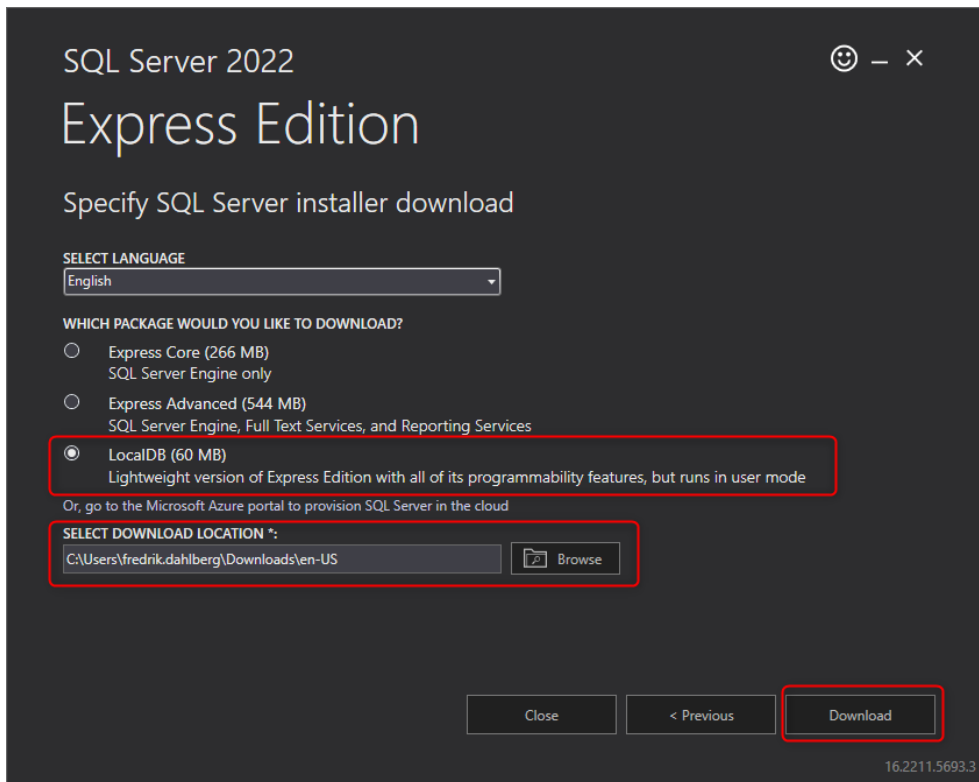 SQL Server 2022
Express Edition
Specify SQL Server installer download
SELECT LANGUAGE
English
WHICH PACKAGE WOULD YOU LIKE TO DOWNLOAD?
Express Core (266 MB)
SQL Server Engine only
Express Advanced (544 MB)
SQL Server Engine, Full Text Services, and Reporting Services
LocalDB (60 MB)
Lightweight version of Express Edition with all of its programmability features, but runs in user mode
Or, go to the Microsoft Azure portal to provision SQL Server in the cloud
SELECT DOWNLOAD LOCATION *:
C:\Users\fredrik.dahlberg\Downloads\en-US
Browse
Close
< Previous
Download
16.2211.5693.3